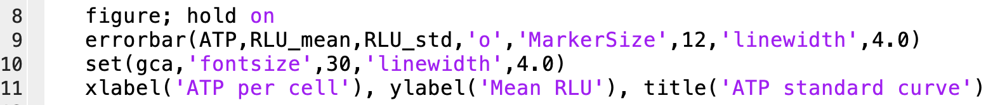 8 figure; hold on
9 errorbar(ATP,RLU_mean,RLU_std,'o','MarkerSize',12,'linewidth',4.0)
10 set(gca,'fontsize',30,'linewidth',4.0)
11 xlabel('ATP per cell'), ylabel('Mean RLU'), title('ATP standard curve')